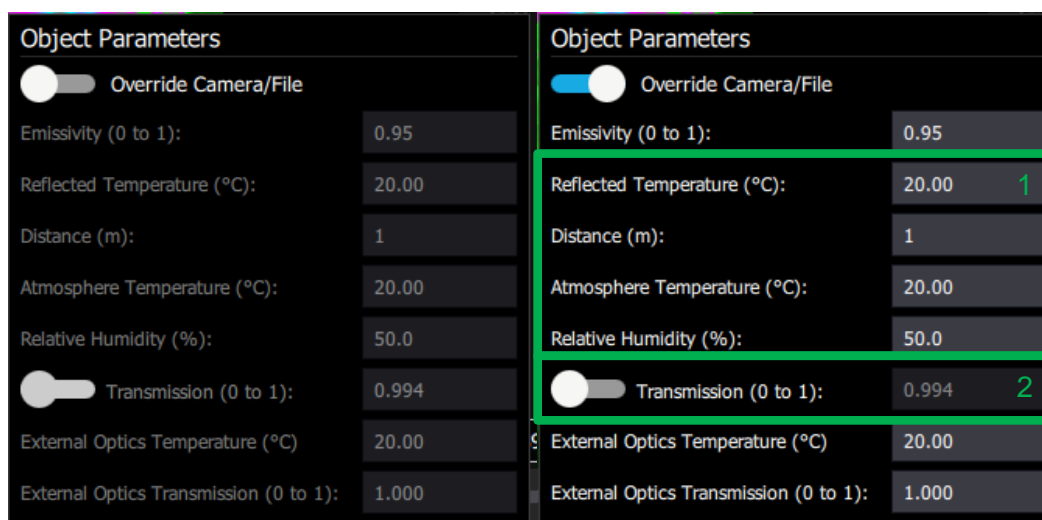 Object Parameters
Override Camera/File
Emissivity (0 to 1): 0.95
Reflected Temperature (°C): 20.00
Distance (m): 1
Atmosphere Temperature (°C): 20.00
Relative Humidity (%): 50.0
Transmission (0 to 1): 0.994
External Optics Temperature (°C) 20.00
External Optics Transmission (0 to 1): 1.000
Object Parameters
Override Camera/File
Emissivity (0 to 1): 0.95
Reflected Temperature (°C): 20.00 1
Distance (m): 1
Atmosphere Temperature (°C): 20.00
Relative Humidity (%): 50.0
Transmission (0 to 1): 0.994 2
External Optics Temperature (°C) 20.00
External Optics Transmission (0 to 1): 1.000